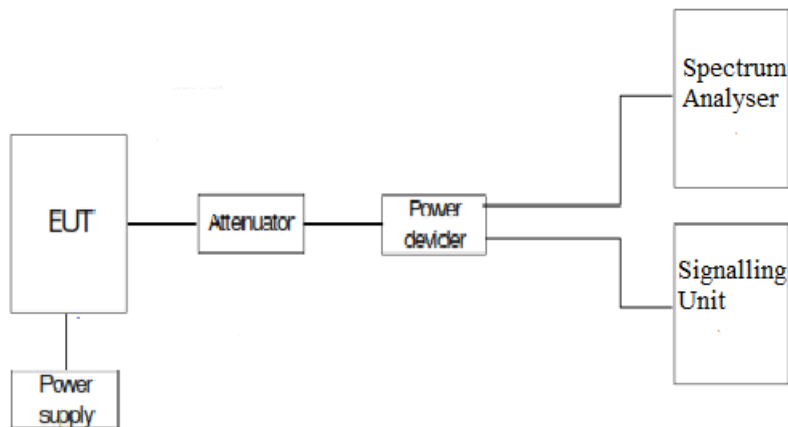 Spectrum
Analyser
EUT
Attenuator
Power
devider
Signalling
Unit
Power
supply